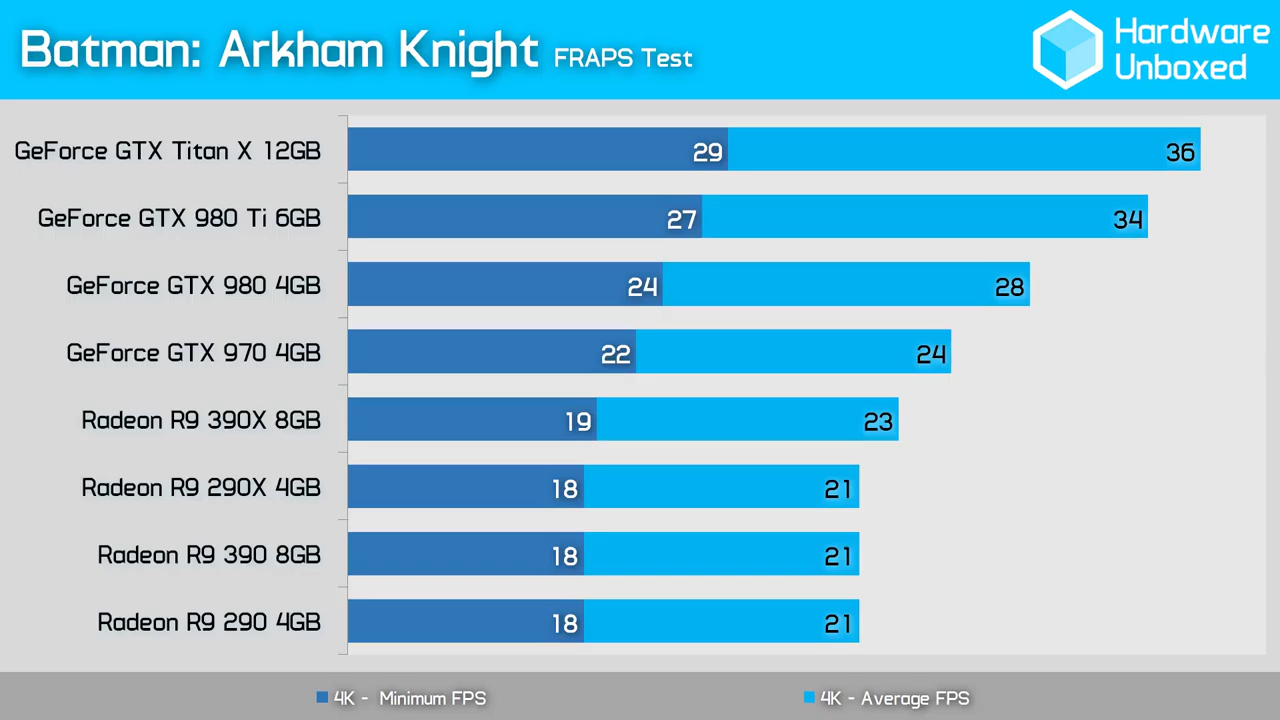 Batman: Arkham Knight FRAPS Test
Hardware
Unboxed
GeForce GTX Titan X 12GB 29 36
GeForce GTX 980 Ti 6GB 27 34
GeForce GTX 980 4GB 24 28
GeForce GTX 970 4GB 22 24
Radeon R9 390X 8GB 19 23
Radeon R9 290X 4GB 18 21
Radeon R9 390 8GB 18 21
Radeon R9 290 4GB 18 21
4K - Minimum FPS 4K - Average FPS